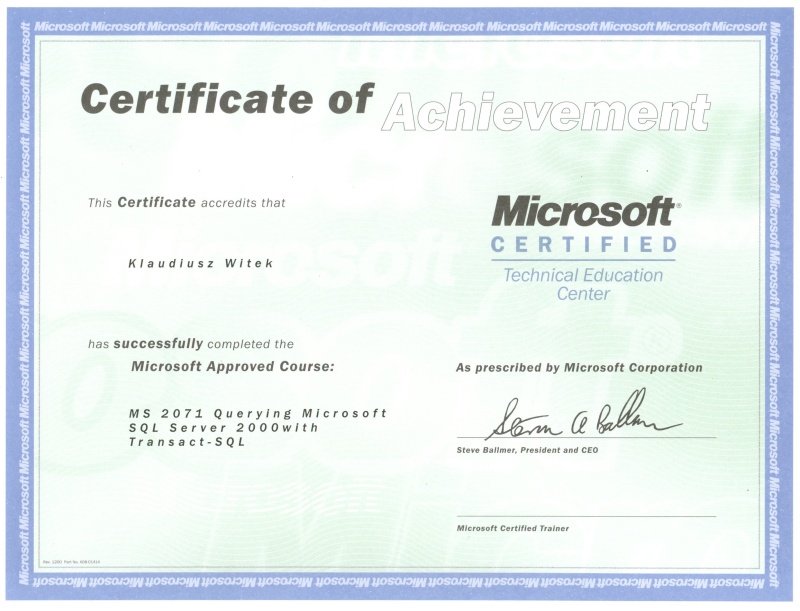 Microsoft Microsoft Microsoft Microsoft Microsoft Microsoft Microsoft Microsoft Microsoft Microsoft Microsoft Microsoft Microsoft
Certificate of Achievement
This Certificate accredits that
Klaudiusz Witek
Microsoft®
CERTIFIED
Technical Education
Center
has successfully completed the
Microsoft Approved Course:
MS 2071 Querying Microsoft
SQL Server 2000with
Transact-SQL
As prescribed by Microsoft Corporation
Steven A Ballmer
Steve Ballmer, President and CEO
Microsoft Certified Trainer